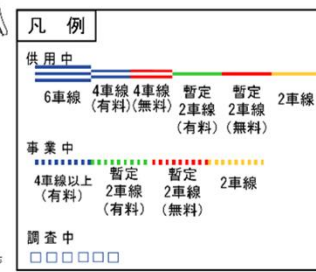 凡 例
供用中
6車線
4車線
(有料)
4車線
(無料)
暫定
2車線
(有料)
暫定
2車線
(無料)
2車線
事業中
4車線以上
(有料)
暫定
2車線
(有料)
暫定
2車線
(無料)
2車線
調査中